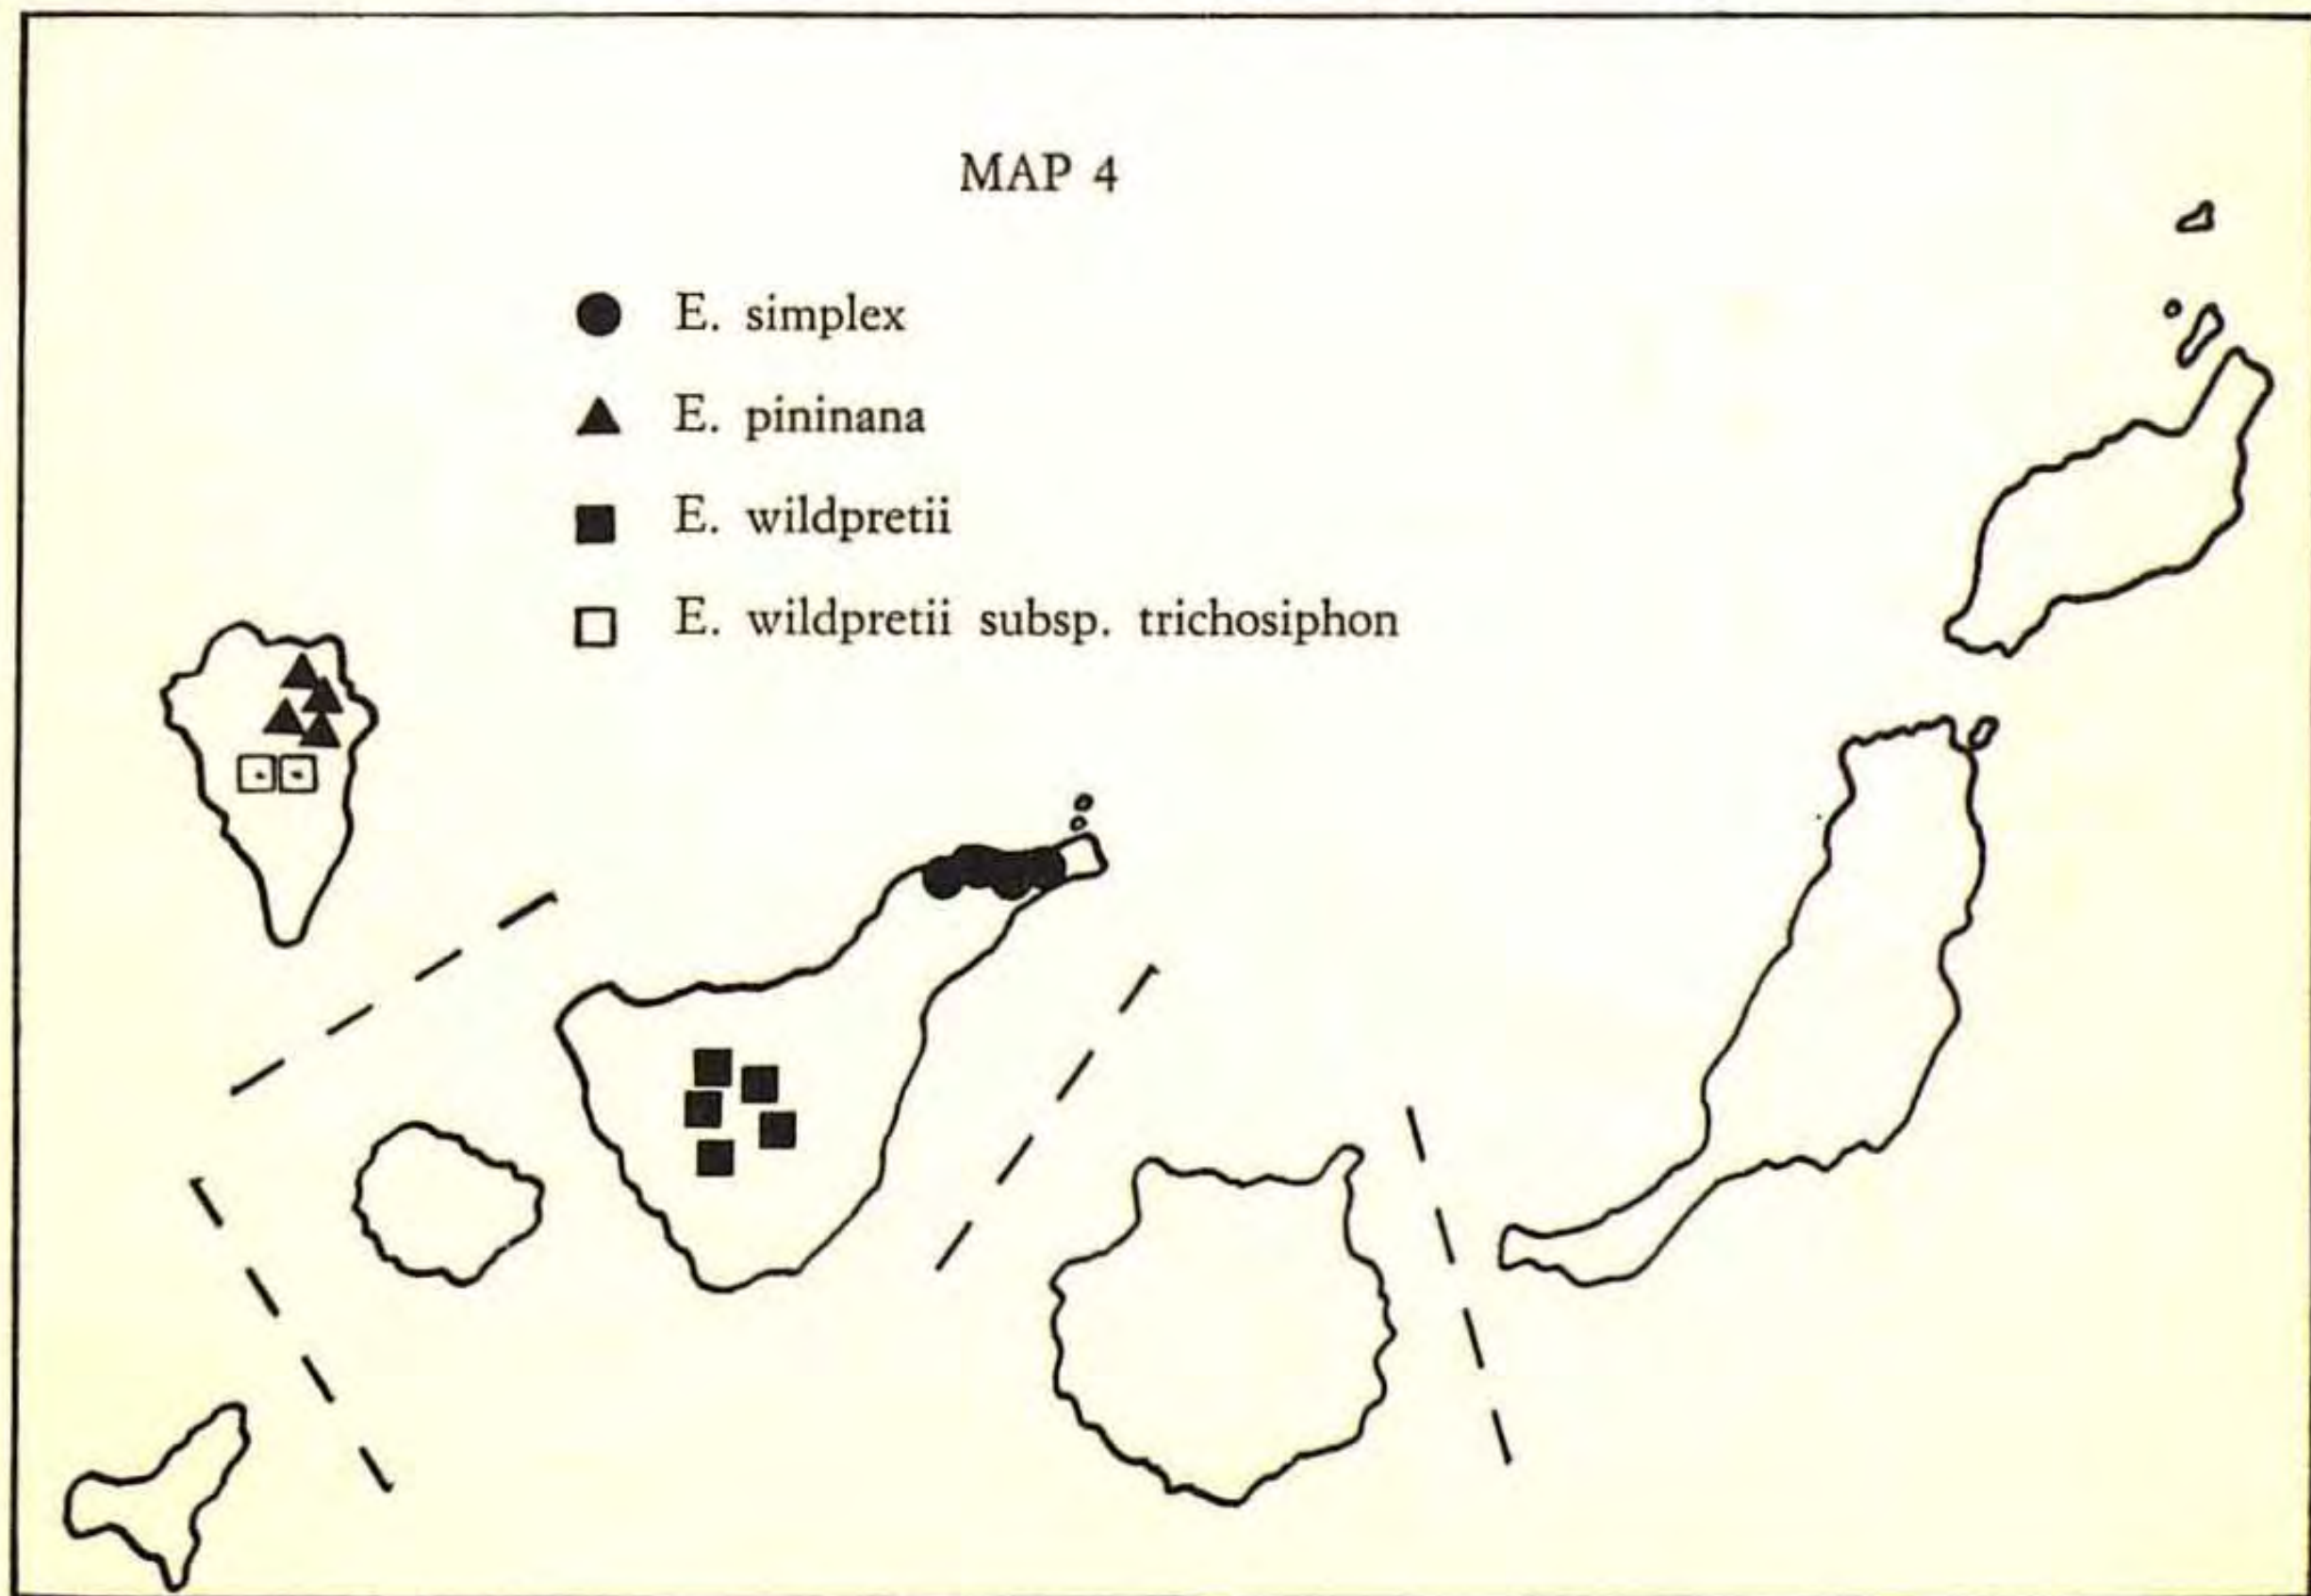 MAP 4
E. simplex
E. pininana
E. wildpretii
E. wildpretii subsp. trichosiphon